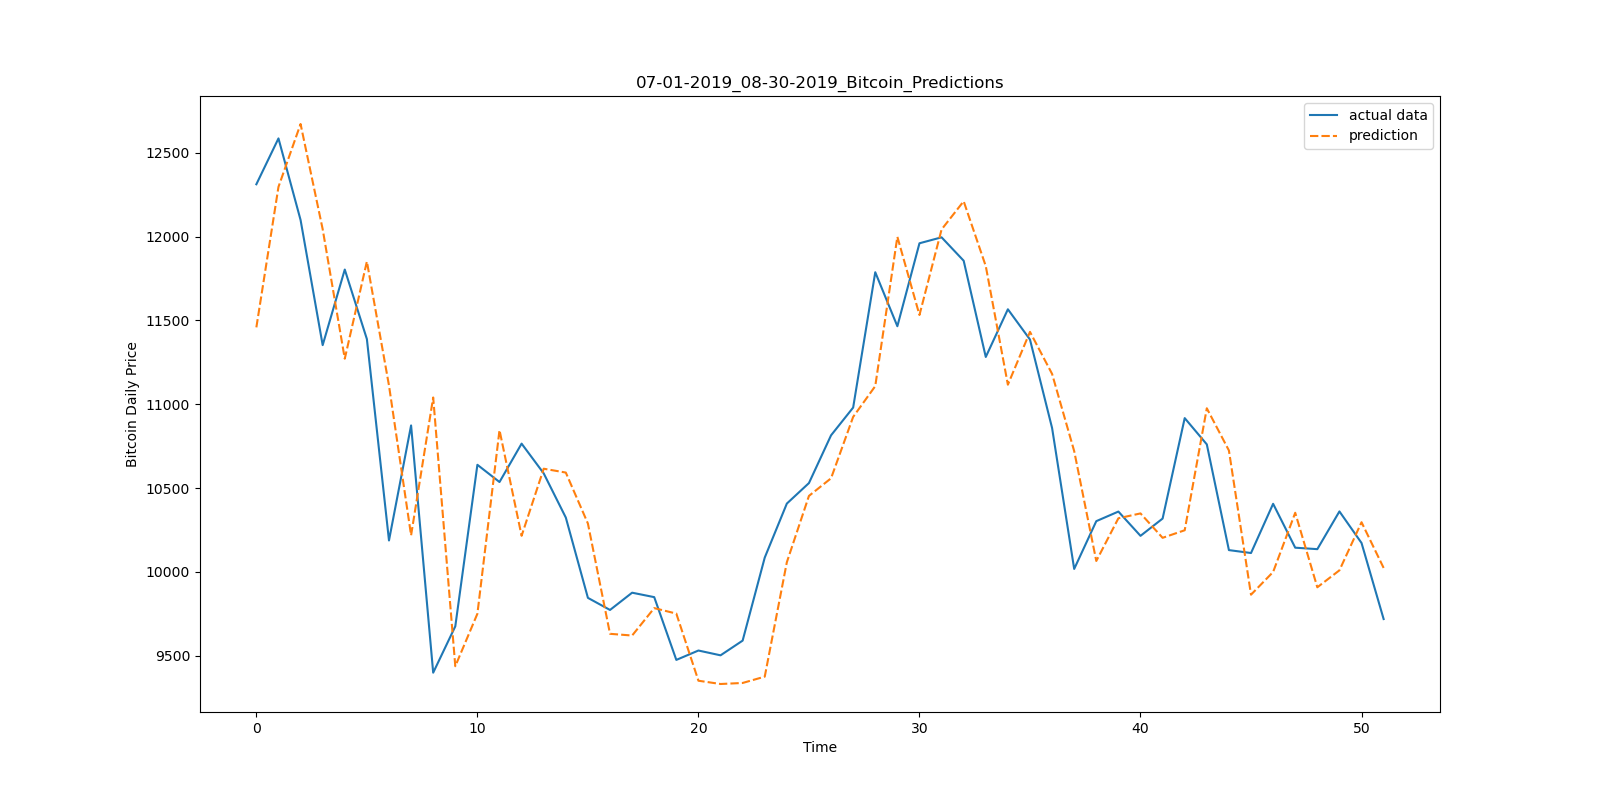 07-01-2019_08-30-2019_Bitcoin_Predictions
actual data
prediction
12500
12000
11500
11000
10500
10000
9500
Bitcoin Daily Price
0 10 20 30 40 50
Time